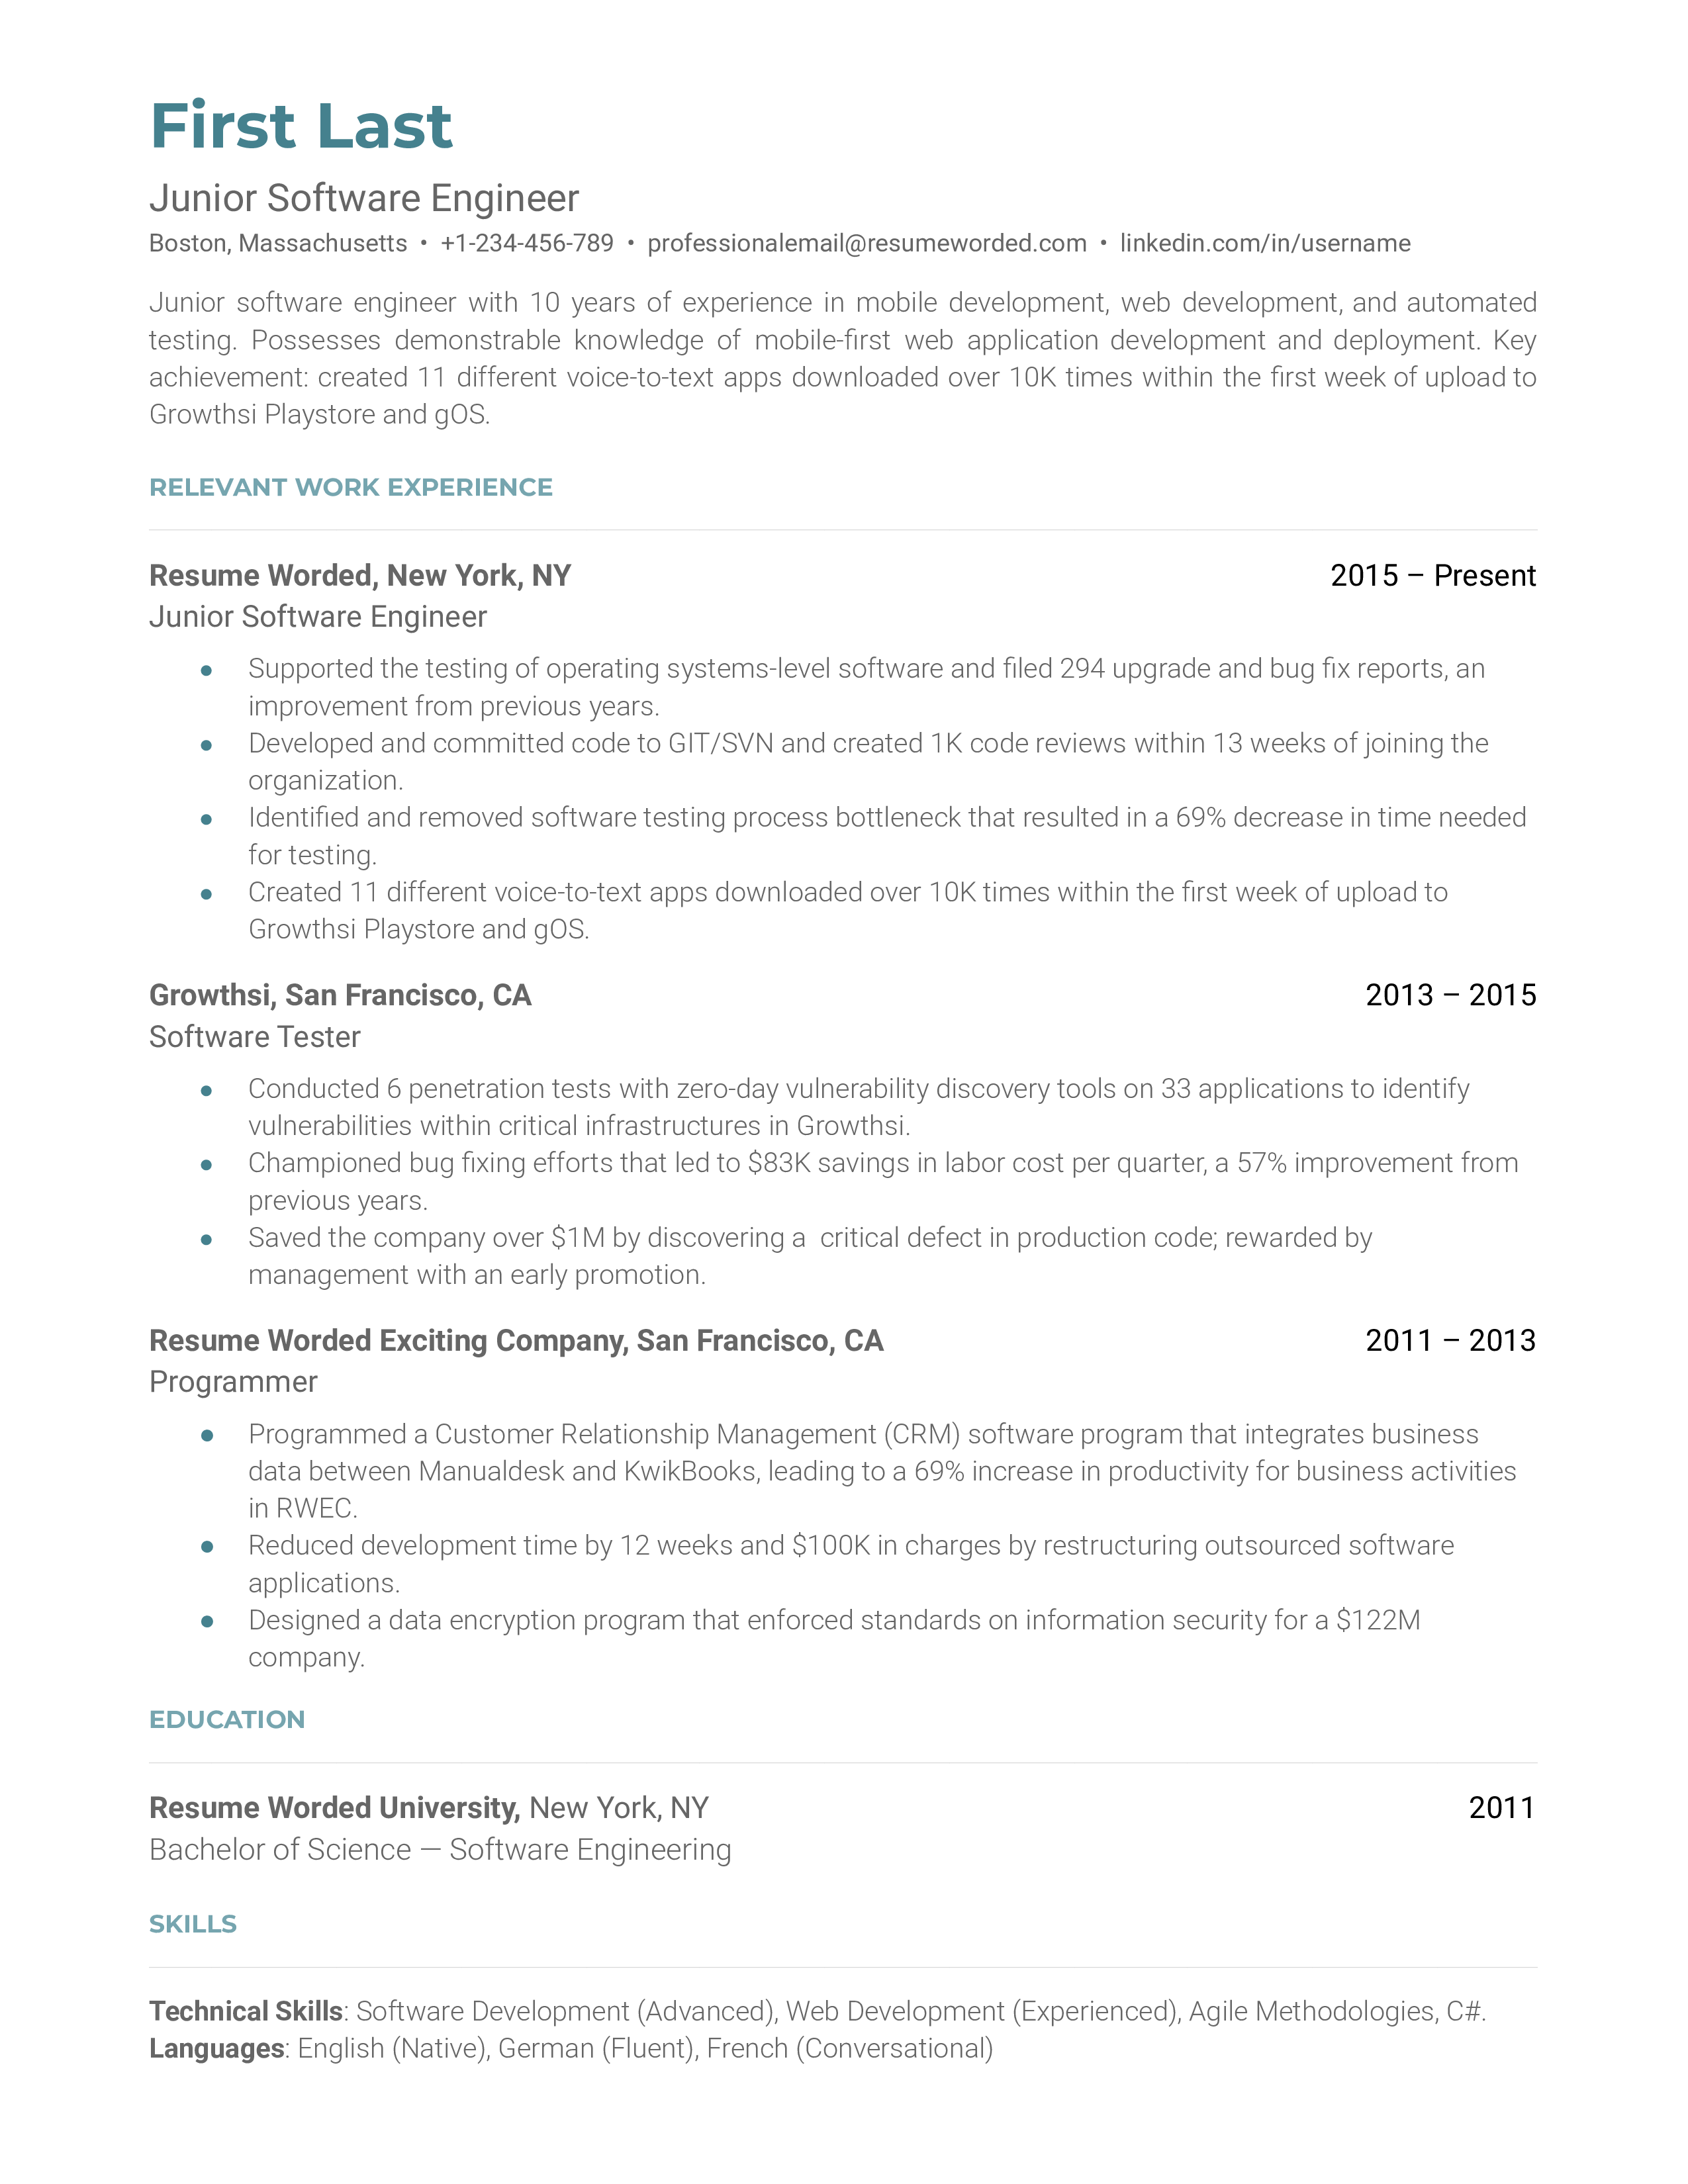 First Last
Junior Software Engineer
Boston, Massachusetts • +1-234-456-789 • professionalemail@resumeworded.com • linkedin.com/in/username
Junior software engineer with 10 years of experience in mobile development, web development, and automated
testing. Possesses demonstrable knowledge of mobile-first web application development and deployment. Key
achievement: created 11 different voice-to-text apps downloaded over 10K times within the first week of upload to
Growthsi Playstore and gOS.
RELEVANT WORK EXPERIENCE
Resume Worded, New York, NY 2015 – Present
Junior Software Engineer
• Supported the testing of operating systems-level software and filed 294 upgrade and bug fix reports, an
improvement from previous years.
• Developed and committed code to GIT/SVN and created 1K code reviews within 13 weeks of joining the
organization.
• Identified and removed software testing process bottleneck that resulted in a 69% decrease in time needed
for testing.
• Created 11 different voice-to-text apps downloaded over 10K times within the first week of upload to
Growthsi Playstore and gOS.
Growthsi, San Francisco, CA 2013 – 2015
Software Tester
• Conducted 6 penetration tests with zero-day vulnerability discovery tools on 33 applications to identify
vulnerabilities within critical infrastructures in Growthsi.
• Championed bug fixing efforts that led to $83K savings in labor cost per quarter, a 57% improvement from
previous years.
• Saved the company over $1M by discovering a  critical defect in production code; rewarded by
management with an early promotion.
Resume Worded Exciting Company, San Francisco, CA 2011 – 2013
Programmer
• Programmed a Customer Relationship Management (CRM) software program that integrates business
data between Manualdesk and KwikBooks, leading to a 69% increase in productivity for business activities
in RWEC.
• Reduced development time by 12 weeks and $100K in charges by restructuring outsourced software
applications.
• Designed a data encryption program that enforced standards on information security for a $122M
company.
EDUCATION
Resume Worded University, New York, NY 2011
Bachelor of Science — Software Engineering
SKILLS
Technical Skills: Software Development (Advanced), Web Development (Experienced), Agile Methodologies, C#.
Languages: English (Native), German (Fluent), French (Conversational)